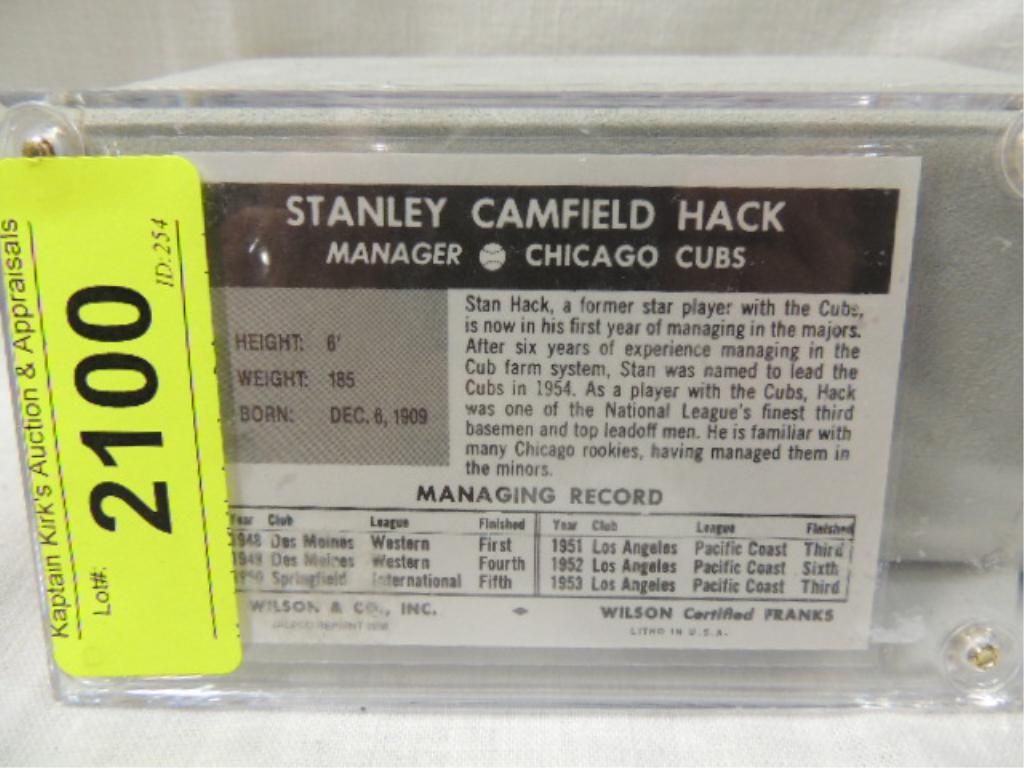 Kaptain Kirk's Auction & Appraisals
Lot#:
2100
ID:254
STANLEY CAMFIELD HACK
MANAGER CHICAGO CUBS
HEIGHT: 6'
WEIGHT: 185
BORN: DEC. 6, 1909
Stan Hack, a former star player with the Cubs,
is now in his first year of managing in the majors.
After six years of experience managing in the
Cub farm system, Stan was named to lead the
Cubs in 1954. As a player with the Cubs, Hack
was one of the National League's finest third
basemen and top leadoff men. He is familiar with
many Chicago rookies, having managed them in
the minors.
MANAGING RECORD
Year Club League Finished Year Club League Finished
1948 Des Moines Western First 1951 Los Angeles Pacific Coast Third
1949 Des Moines Western Fourth 1952 Los Angeles Pacific Coast Sixth
1950 Springfield International Fifth 1953 Los Angeles Pacific Coast Third
WILSON & CO., INC. WILSON Certified FRANKS
REPRINT
LITHO IN U.S.A.